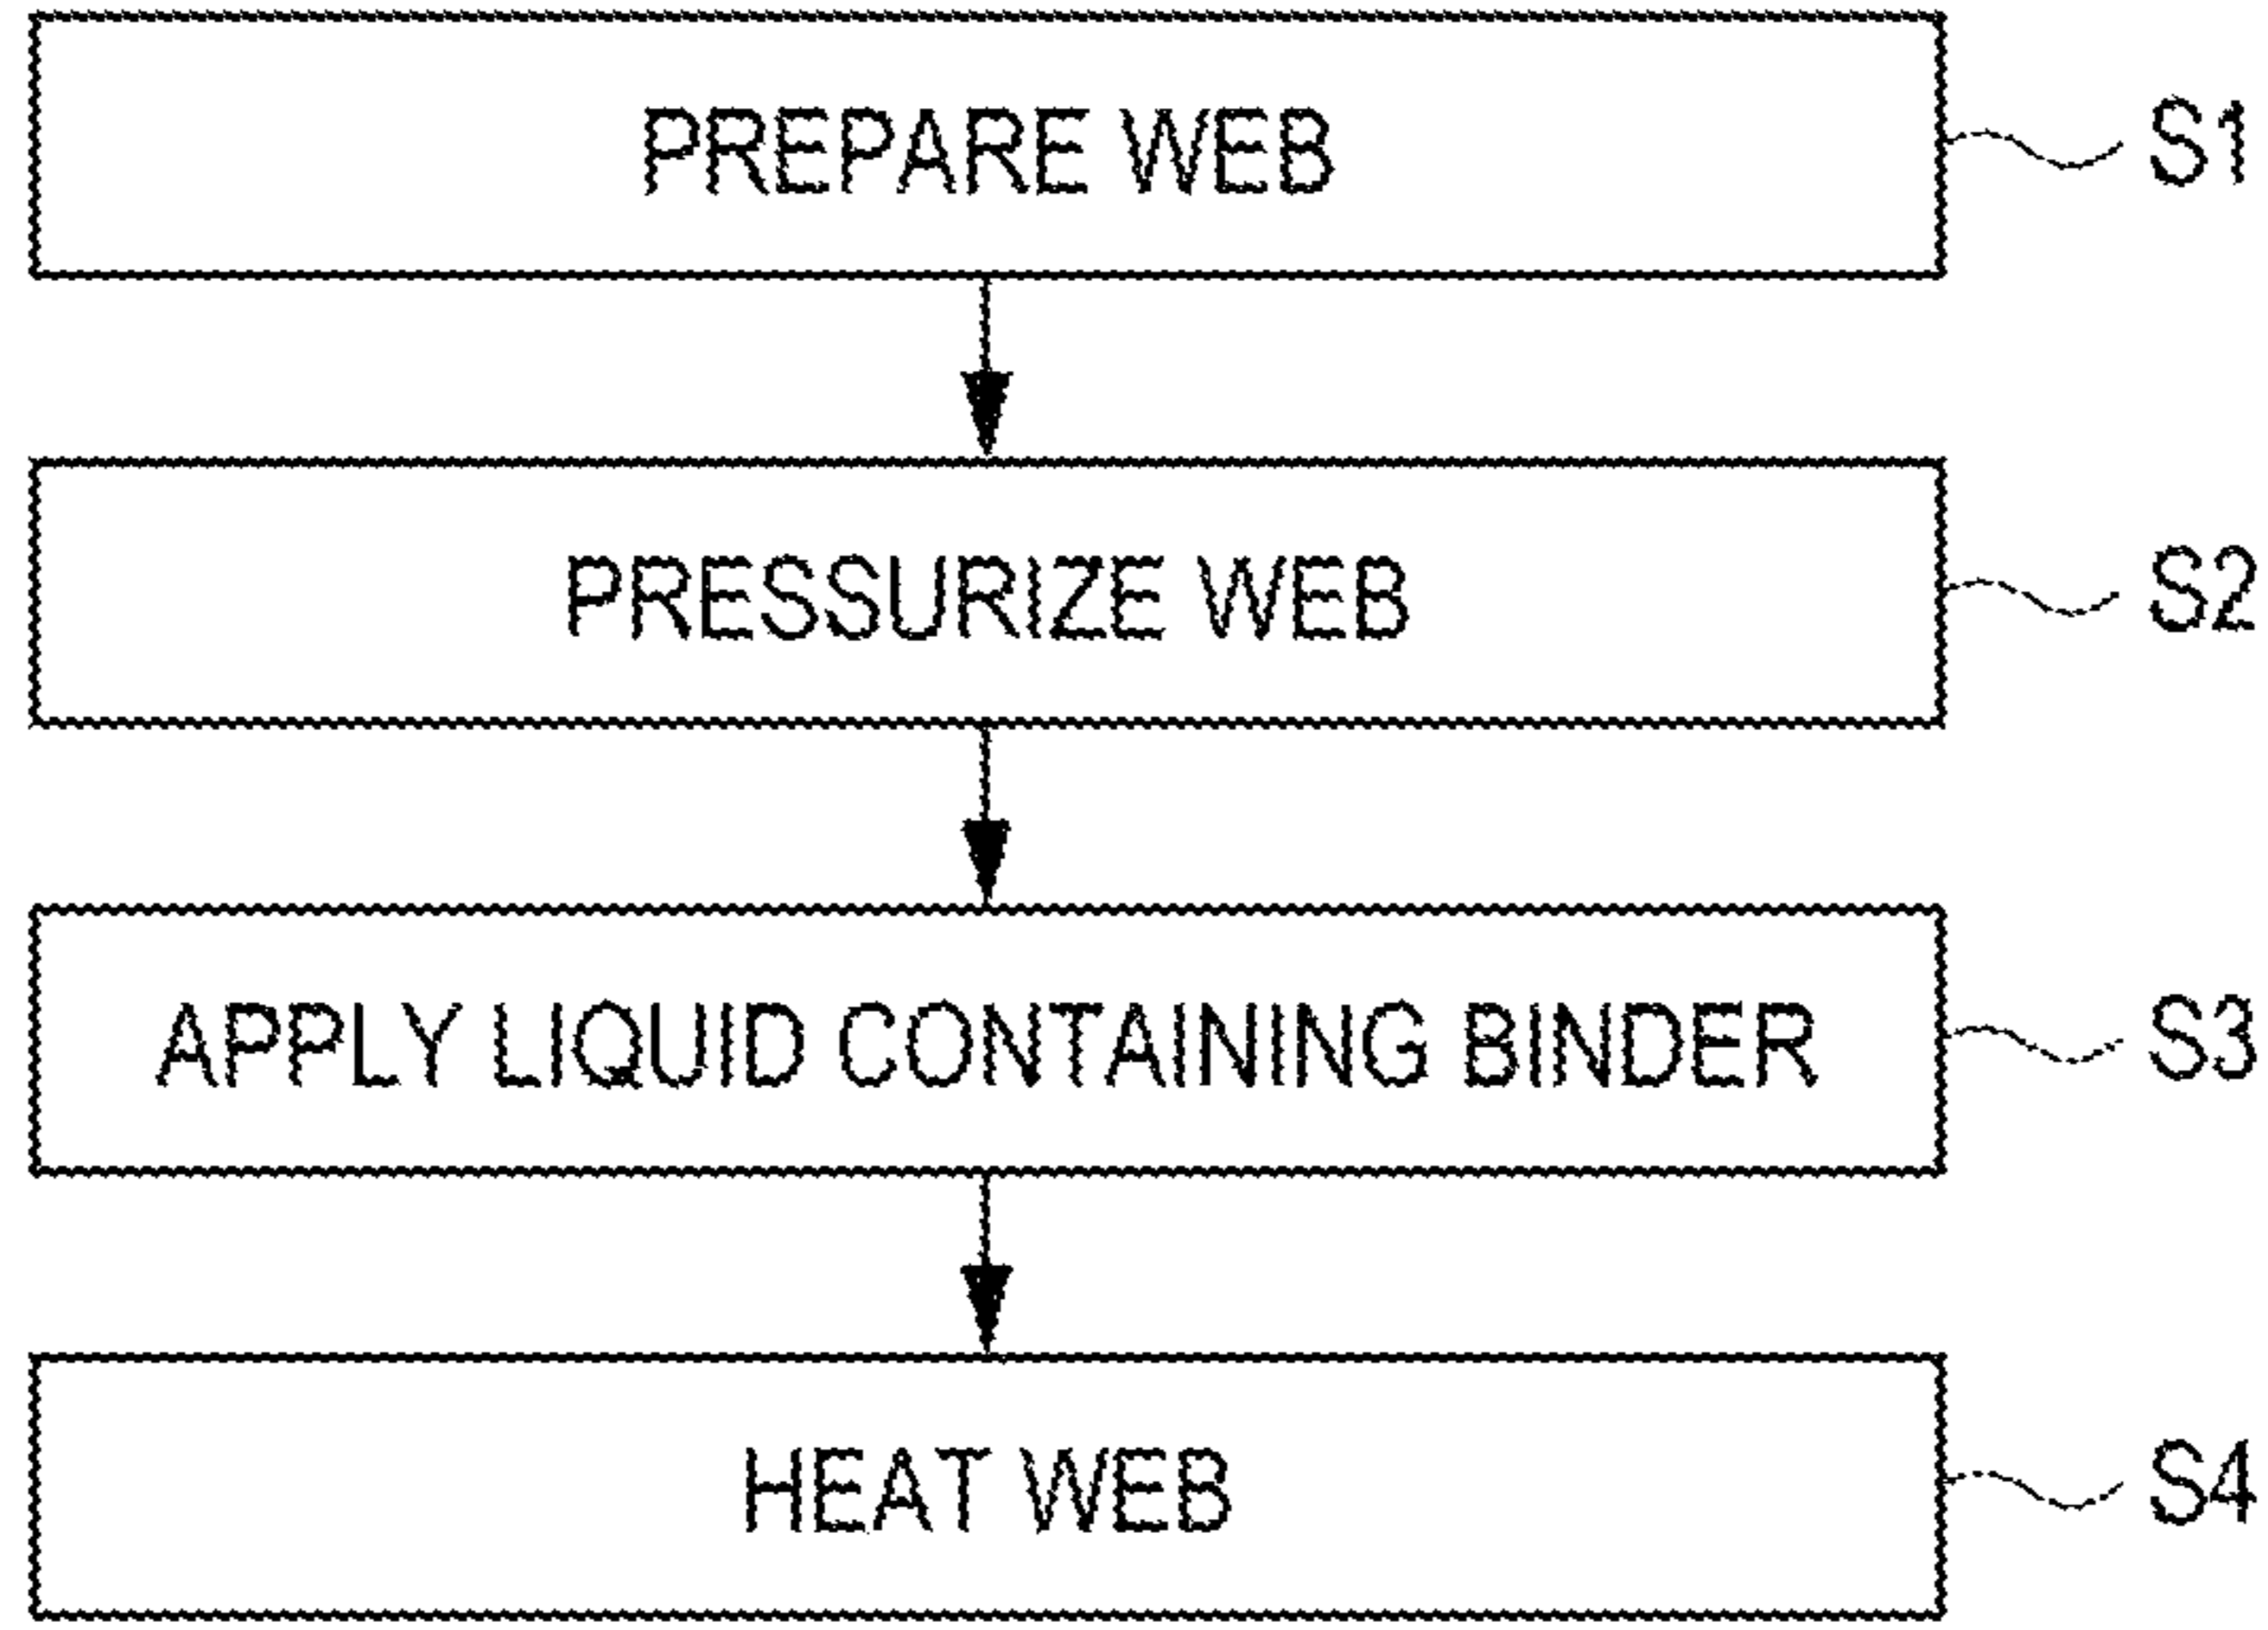 PREPARE WEB S1
PRESSURIZE WEB S2
APPLY LIQUID CONTAINING BINDER S3
HEAT WEB S4